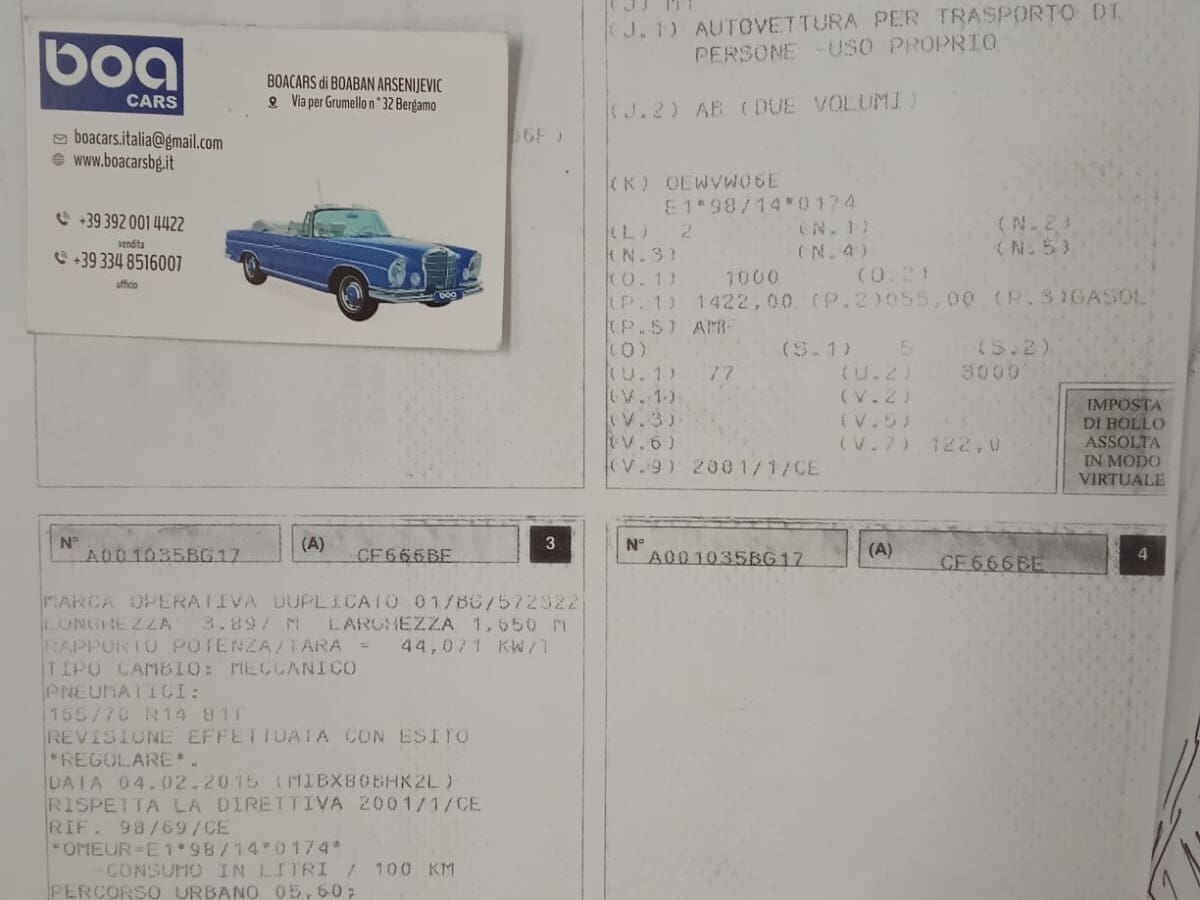 boa
CARS
BOACARS di BOABAN ARSENIJEVIC
Via per Grumello n°32 Bergamo
boacars.italia@gmail.com
www.boacarsbg.it
+39 392 001 4422
vendita
+39 334 8516007
ufficio
boa
(J.1) AUTOVETTURA PER TRASPORTO DI
PERSONE -USO PROPRIO
(J.2) AB (DUE VOLUMI)
(K) OEWVW06E
E1*98/14*0174
(L) 2 (N.1) (N.2)
(N.3) (N.4) (N.5)
(O.1) 1000 (O.2)
(P.1) 1422,00 (P.2)055,00 (P.3)GASOL
(P.5) AMF
(Q) (S.1) 5 (S.2)
(U.1) 77 (U.2) 3000
(V.1) (V.2)
(V.3) (V.5)
(V.6) (V.7) 122,0
(V.9) 2001/1/CE
IMPOSTA
DI BOLLO
ASSOLTA
IN MODO
VIRTUALE
N° A001035BG17 (A) CF666BE 3
MARCA OPERATIVA DUPLICATO 01/BG/572322
LUNGHEZZA 3,897 M LARGHEZZA 1,650 M
RAPPORTO POTENZA/TARA = 44,071 KW/T
TIPO CAMBIO: MECCANICO
PNEUMATICI:
165/70 R14 81T
REVISIONE EFFETTUATA CON ESITO
*REGOLARE*.
DATA 04.02.2015 (MIBX80BHK2L)
RISPETTA LA DIRETTIVA 2001/1/CE
RIF. 98/69/CE
*OMEUR=E1*98/14*0174*
-CONSUMO IN LITRI / 100 KM
PERCORSO URBANO 05,60;
N° A001035BG17 (A) CF666BE 4